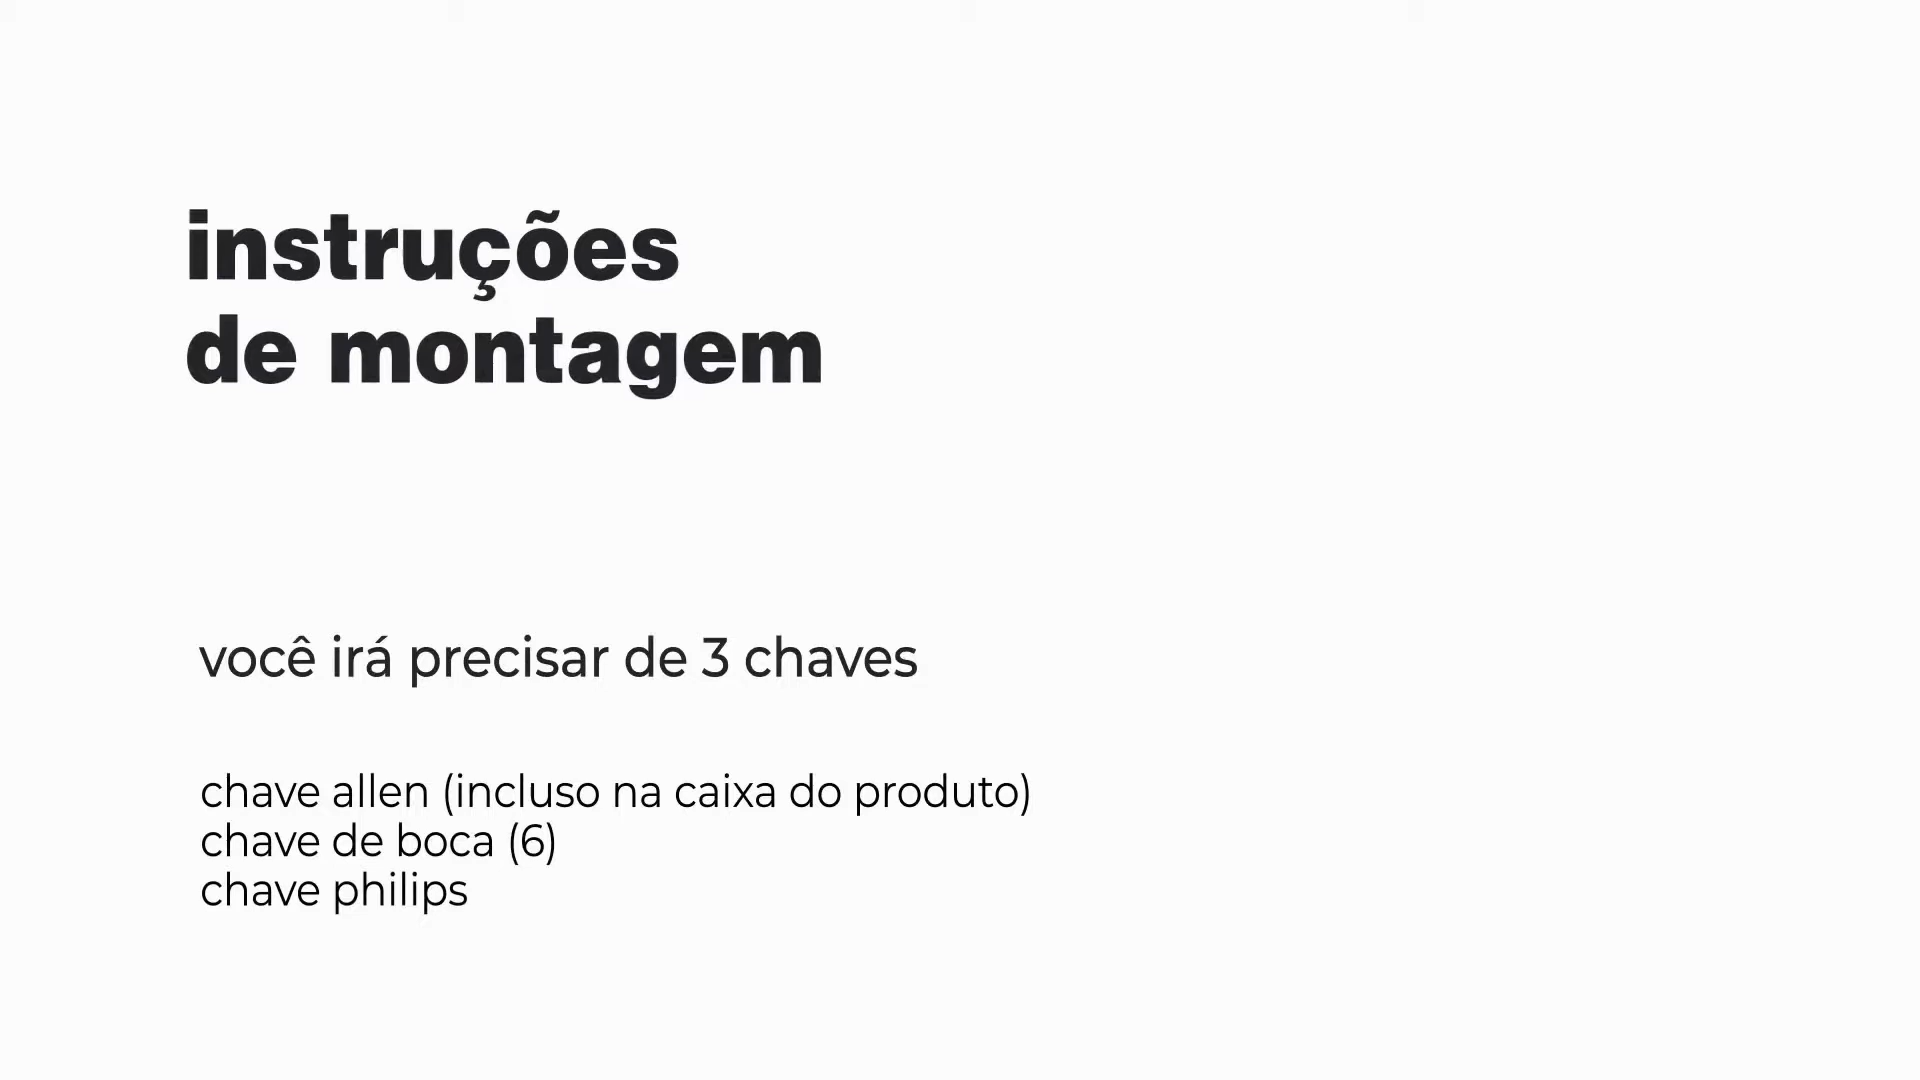 instruções
de montagem
você irá precisar de 3 chaves
chave allen (incluso na caixa do produto)
chave de boca (6)
chave philips